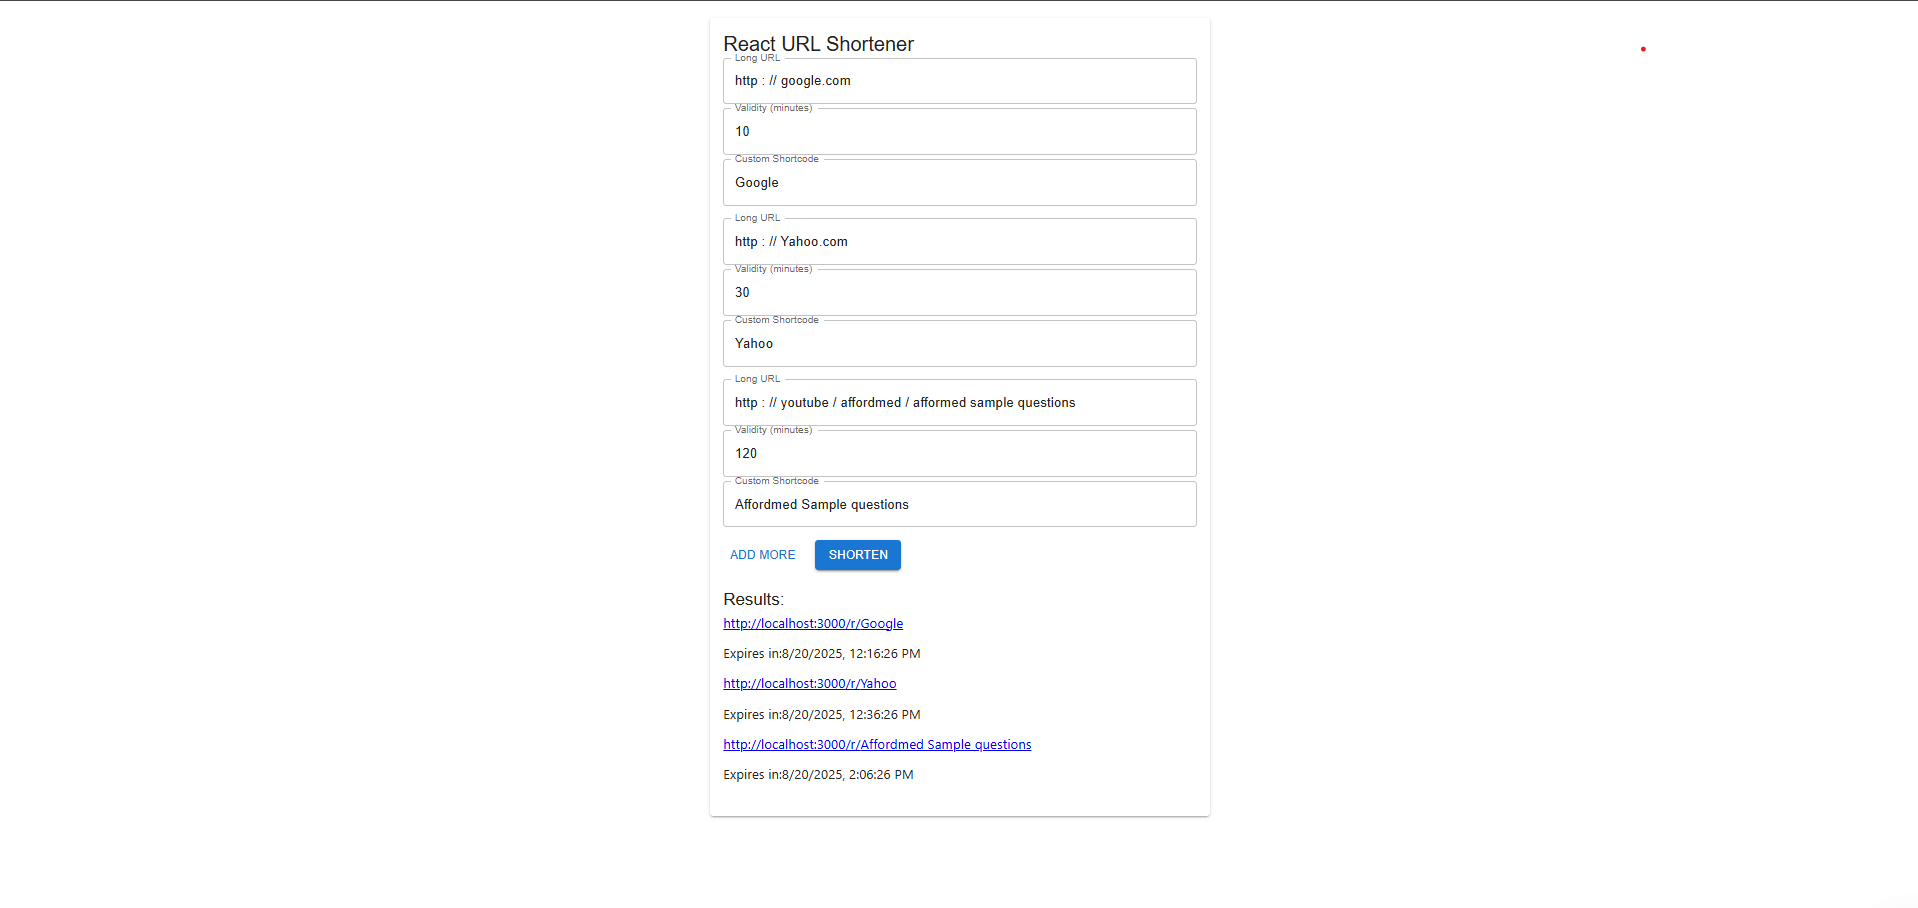 React URL Shortener
Long URL
http : // google.com
Validity (minutes)
10
Custom Shortcode
Google
Long URL
http : // Yahoo.com
Validity (minutes)
30
Custom Shortcode
Yahoo
Long URL
http : // youtube / affordmed / afformed sample questions
Validity (minutes)
120
Custom Shortcode
Affordmed Sample questions
ADD MORE SHORTEN
Results:
http://localhost:3000/r/Google
Expires in:8/20/2025, 12:16:26 PM
http://localhost:3000/r/Yahoo
Expires in:8/20/2025, 12:36:26 PM
http://localhost:3000/r/Affordmed Sample questions
Expires in:8/20/2025, 2:06:26 PM